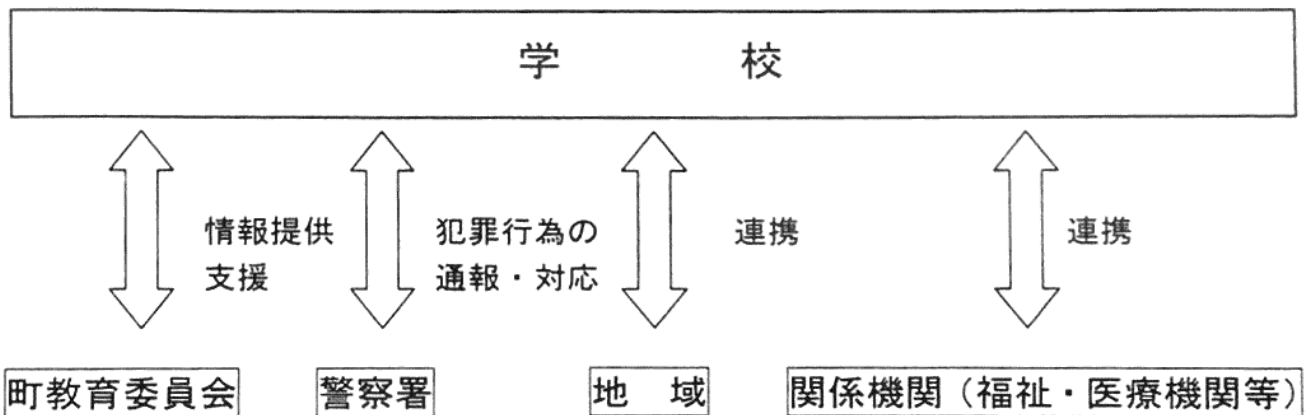 学　校
情報提供
支援
犯罪行為の
通報・対応
連携
連携
町教育委員会
警察署
地　域
関係機関（福祉・医療機関等）